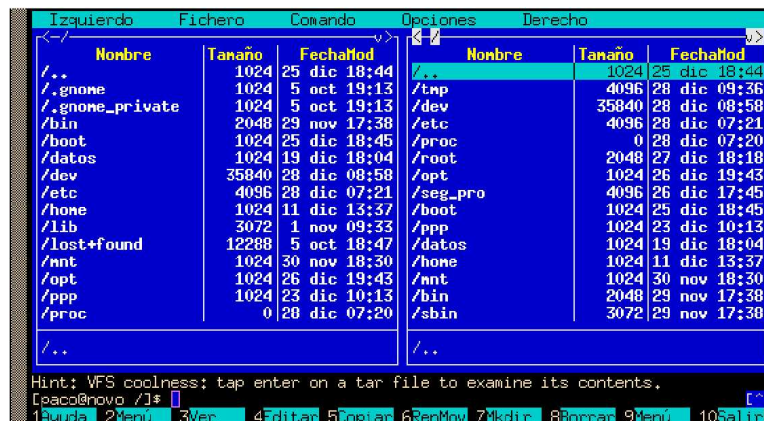 Izquierdo Fichero Comando Opciones Derecho
<-/ v> <-/ v>
Nombre Tamaño FechaMod Nombre Tamaño FechaMod
/.. 1024 25 dic 18:44 /.. 1024 25 dic 18:44
/.gnome 1024 5 oct 19:13 /tmp 4096 28 dic 09:36
/.gnome_private 1024 5 oct 19:13 /dev 35840 28 dic 08:58
/bin 2048 29 nov 17:38 /etc 4096 28 dic 07:21
/boot 1024 25 dic 18:45 /proc 0 28 dic 07:20
/datos 1024 19 dic 18:04 /root 2048 27 dic 18:18
/dev 35840 28 dic 08:58 /opt 1024 26 dic 19:43
/etc 4096 28 dic 07:21 /seg_pro 4096 26 dic 17:45
/home 1024 11 dic 13:37 /boot 1024 25 dic 18:45
/lib 3072 1 nov 09:33 /ppp 1024 23 dic 10:13
/lost+found 12288 5 oct 18:47 /datos 1024 19 dic 18:04
/mnt 1024 30 nov 18:30 /home 1024 11 dic 13:37
/opt 1024 26 dic 19:43 /mnt 1024 30 nov 18:30
/ppp 1024 23 dic 10:13 /bin 2048 29 nov 17:38
/proc 0 28 dic 07:20 /sbin 3072 29 nov 17:38
/.. /..
Hint: VFS coolness: tap enter on a tar file to examine its contents.
[paco@novo /]$ [^
1Ayuda 2Menú 3Ver 4Editar 5Copiar 6RenMov 7Mkdir 8Borrar 9Menú 10Salir